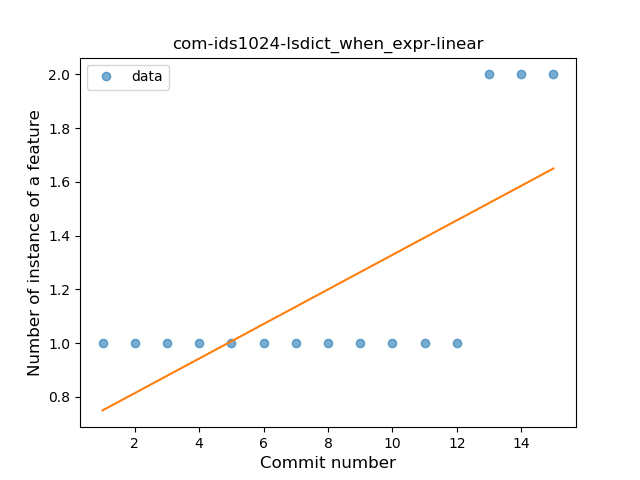 com-ids1024-lsdict_when_expr-linear
data
Number of instance of a feature
2.0
1.8
1.6
1.4
1.2
1.0
0.8
2 4 6 8 10 12 14
Commit number